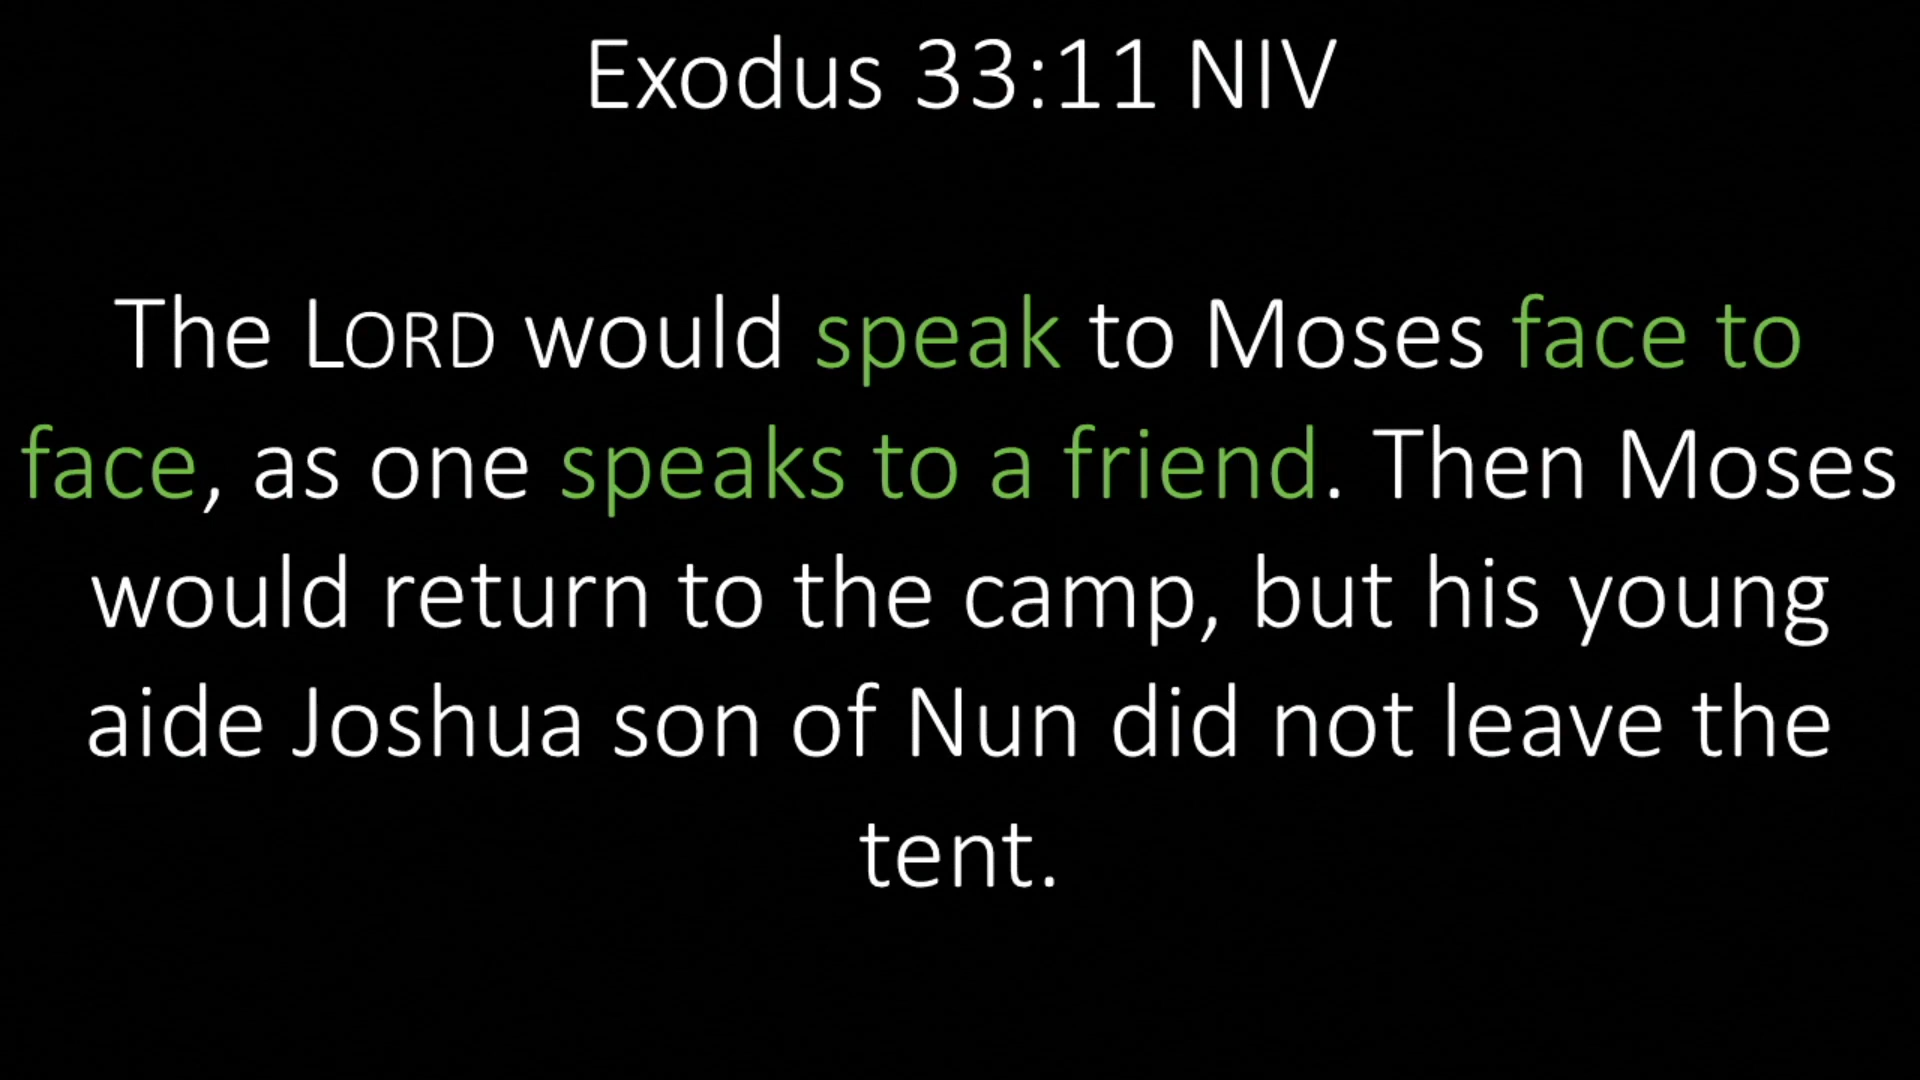 Exodus 33:11 NIV
The LORD would speak to Moses face to
face, as one speaks to a friend. Then Moses
would return to the camp, but his young
aide Joshua son of Nun did not leave the
tent.